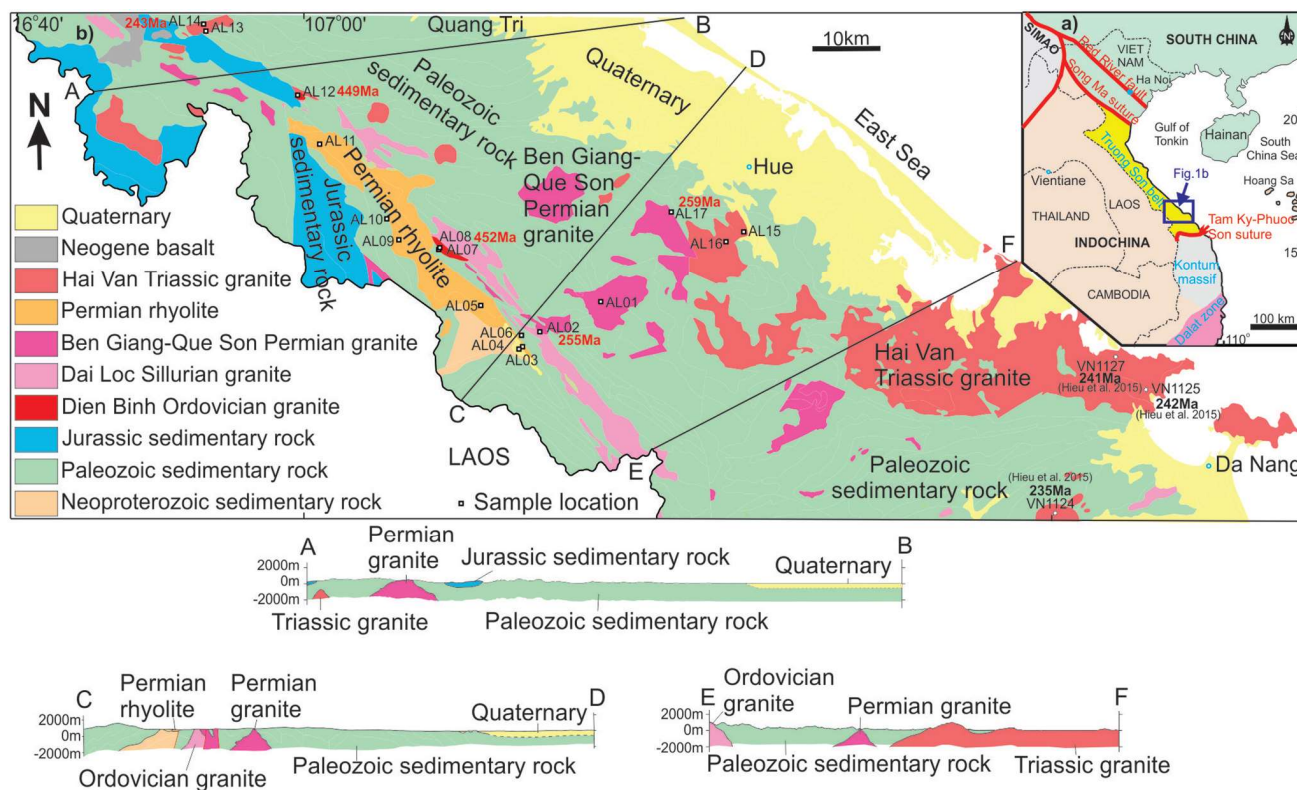 16°40'
b)
243Ma
AL14
AL13
107°00'
Quang Tri
B
D
10km
A
N
AL12
449Ma
Paleozoic
sedimentary rock
Quaternary
East Sea
Hue
AL11
Jurassic
sedimentary rock
Permian rhyolite
AL10
AL09
AL08
452Ma
AL07
Ben Giang-
Que Son
Permian
granite
259Ma
AL17
AL16
AL15
F
AL05
AL01
AL06
AL02
AL04
255Ma
AL03
C
E
LAOS
Hai Van
Triassic granite
VN1127
241Ma
(Hieu et al. 2015)
VN1125
242Ma
(Hieu et al. 2015)
Da Nang
Paleozoic
sedimentary rock
(Hieu et al. 2015)
235Ma
VN1124
Sample location
Quaternary
Neogene basalt
Hai Van Triassic granite
Permian rhyolite
Ben Giang-Que Son Permian granite
Dai Loc Sillurian granite
Dien Binh Ordovician granite
Jurassic sedimentary rock
Paleozoic sedimentary rock
Neoproterozoic sedimentary rock
a)
SIMAO
SOUTH CHINA
Red River fault
VIET
NAM
Ha Noi
Song Ma suture
20
Gulf of
Tonkin
Hainan
South
China Sea
Truong Son belt
Hoang Sa
Vientiane
LAOS
Fig.1b
THAILAND
Tam Ky-Phuoc
Son suture
INDOCHINA
15
Kontum
massif
CAMBODIA
Dalat zone
100 km
110°
A
Permian
granite
Jurassic sedimentary rock
Quaternary
B
2000m
0m
-2000m
Triassic granite
Paleozoic sedimentary rock
C
Permian
rhyolite
Permian
granite
Quaternary
D
2000m
0m
-2000m
Ordovician granite
Paleozoic sedimentary rock
E
Ordovician
granite
Permian granite
F
2000m
0m
-2000m
Paleozoic sedimentary rock
Triassic granite